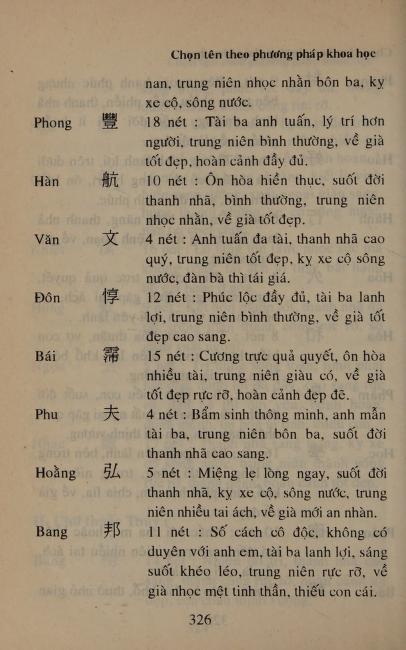 Chọn tên theo phương pháp khoa học
nan, trung niên nhọc nhằn bôn ba, kỵ
xe cộ, sông nước.
Phong 豐 18 nét : Tài ba anh tuấn, lý trí hơn
người, trung niên bình thường, về già
tốt đẹp, hoàn cảnh đầy đủ.
Hàn 航 10 nét : Ôn hòa hiền thục, suốt đời
thanh nhã, bình thường, trung niên
nhọc nhằn, về già tốt đẹp.
Văn 文 4 nét : Anh tuấn đa tài, thanh nhã cao
quý, trung niên tốt đẹp, kỵ xe cộ sông
nước, đàn bà thì tái giá.
Đôn 惇 12 nét : Phúc lộc đầy đủ, tài ba lanh
lợi, trung niên bình thường, về già tốt
đẹp cao sang.
Bái 霈 15 nét : Cương trực quả quyết, ôn hòa
nhiều tài, trung niên giàu có, về già
tốt đẹp rực rỡ, hoàn cảnh đẹp đẽ.
Phu 夫 4 nét : Bẩm sinh thông minh, anh mẫn
tài ba, trung niên bôn ba, suốt đời
thanh nhã cao sang.
Hoằng 弘 5 nét : Miệng lẹ lòng ngay, suốt đời
thanh nhã, kỵ xe cộ, sông nước, trung
niên nhiều tai ách, về già mới an nhàn.
Bang 邦 11 nét : Số cách cô độc, không có
duyên với anh em, tài ba lanh lợi, sáng
suốt khéo léo, trung niên rực rỡ, về
già nhọc mệt tinh thần, thiếu con cái.
326